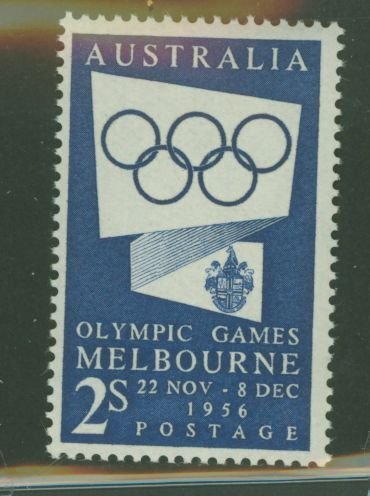 AUSTRALIA
OLYMPIC GAMES
MELBOURNE
2S 22 NOV - 8 DEC
1956
POSTAGE